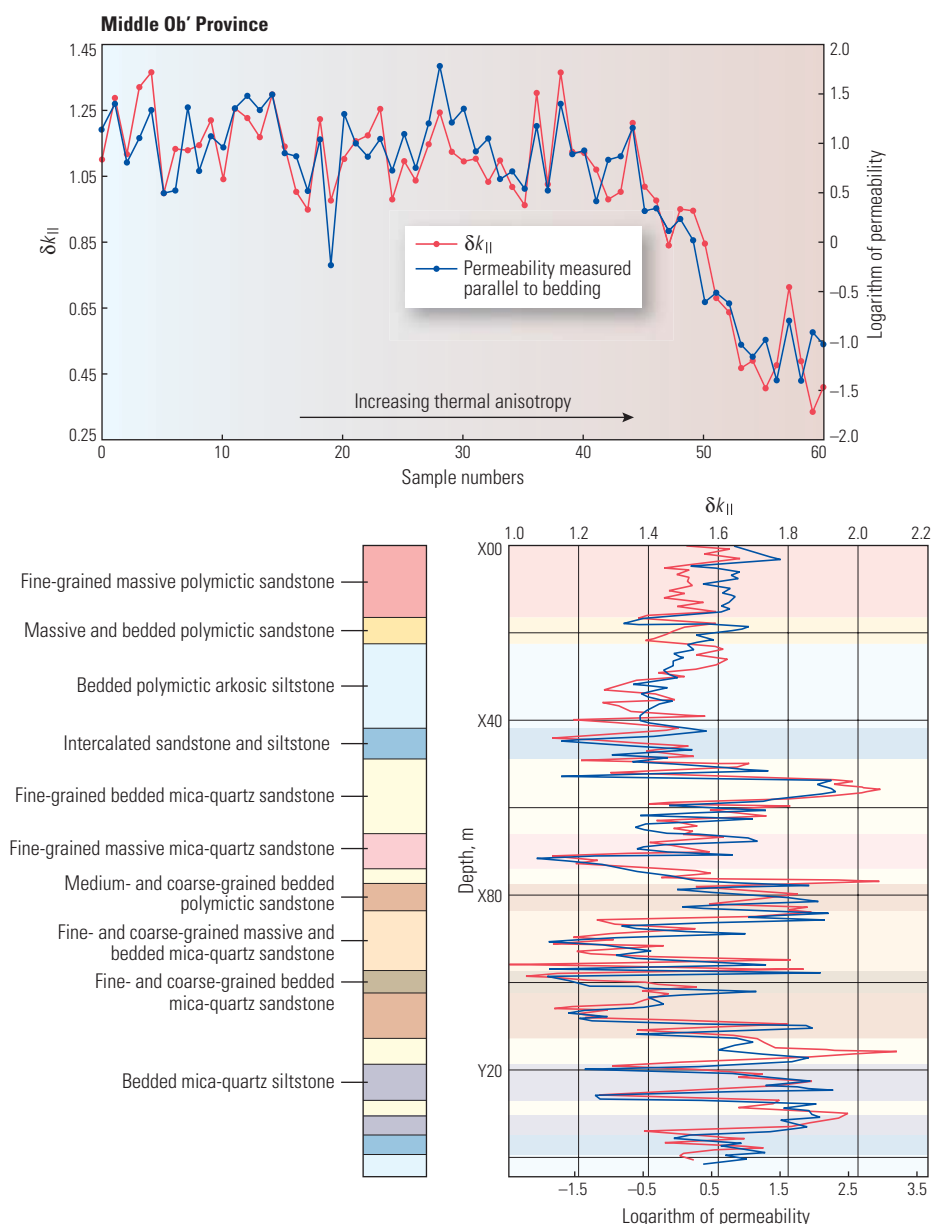 Middle Ob' Province
1.45
1.25
1.05
0.85
0.65
0.45
0.25
δk||
2.0
1.5
1.0
0.5
0
−0.5
−1.0
−1.5
−2.0
Logarithm of permeability
δk||
Permeability measured
parallel to bedding
Increasing thermal anisotropy
0 10 20 30 40 50 60
Sample numbers
Fine-grained massive polymictic sandstone
Massive and bedded polymictic sandstone
Bedded polymictic arkosic siltstone
Intercalated sandstone and siltstone
Fine-grained bedded mica-quartz sandstone
Fine-grained massive mica-quartz sandstone
Medium- and coarse-grained bedded
polymictic sandstone
Fine- and coarse-grained massive and
bedded mica-quartz sandstone
Fine- and coarse-grained bedded
mica-quartz sandstone
Bedded mica-quartz siltstone
δk||
1.0 1.2 1.4 1.6 1.8 2.0 2.2
X00
X40
X80
Y20
Depth, m
−1.5 −0.5 0.5 1.5 2.5 3.5
Logarithm of permeability